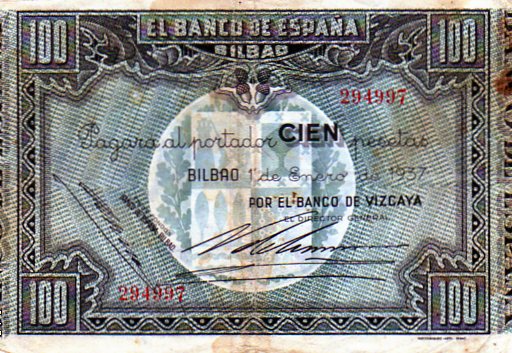 100 EL BANCO DE ESPAÑA 100
BILBAO
294997
Pagará al portador CIEN pesetas
BILBAO 1º de Enero de 1937
POR EL BANCO DE VIZCAYA
EL DIRECTOR GENERAL
294997
100 100